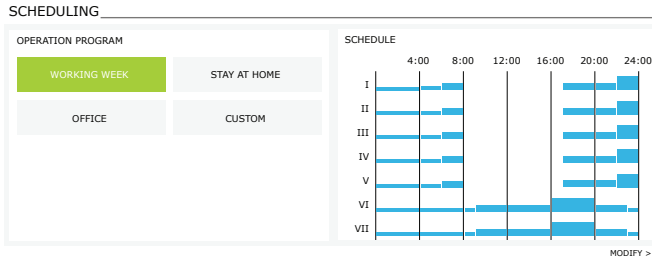 SCHEDULING
OPERATION PROGRAM
WORKING WEEK
STAY AT HOME
OFFICE
CUSTOM
SCHEDULE
4:00 8:00 12:00 16:00 20:00 24:00
I
II
III
IV
V
VI
VII
MODIFY >